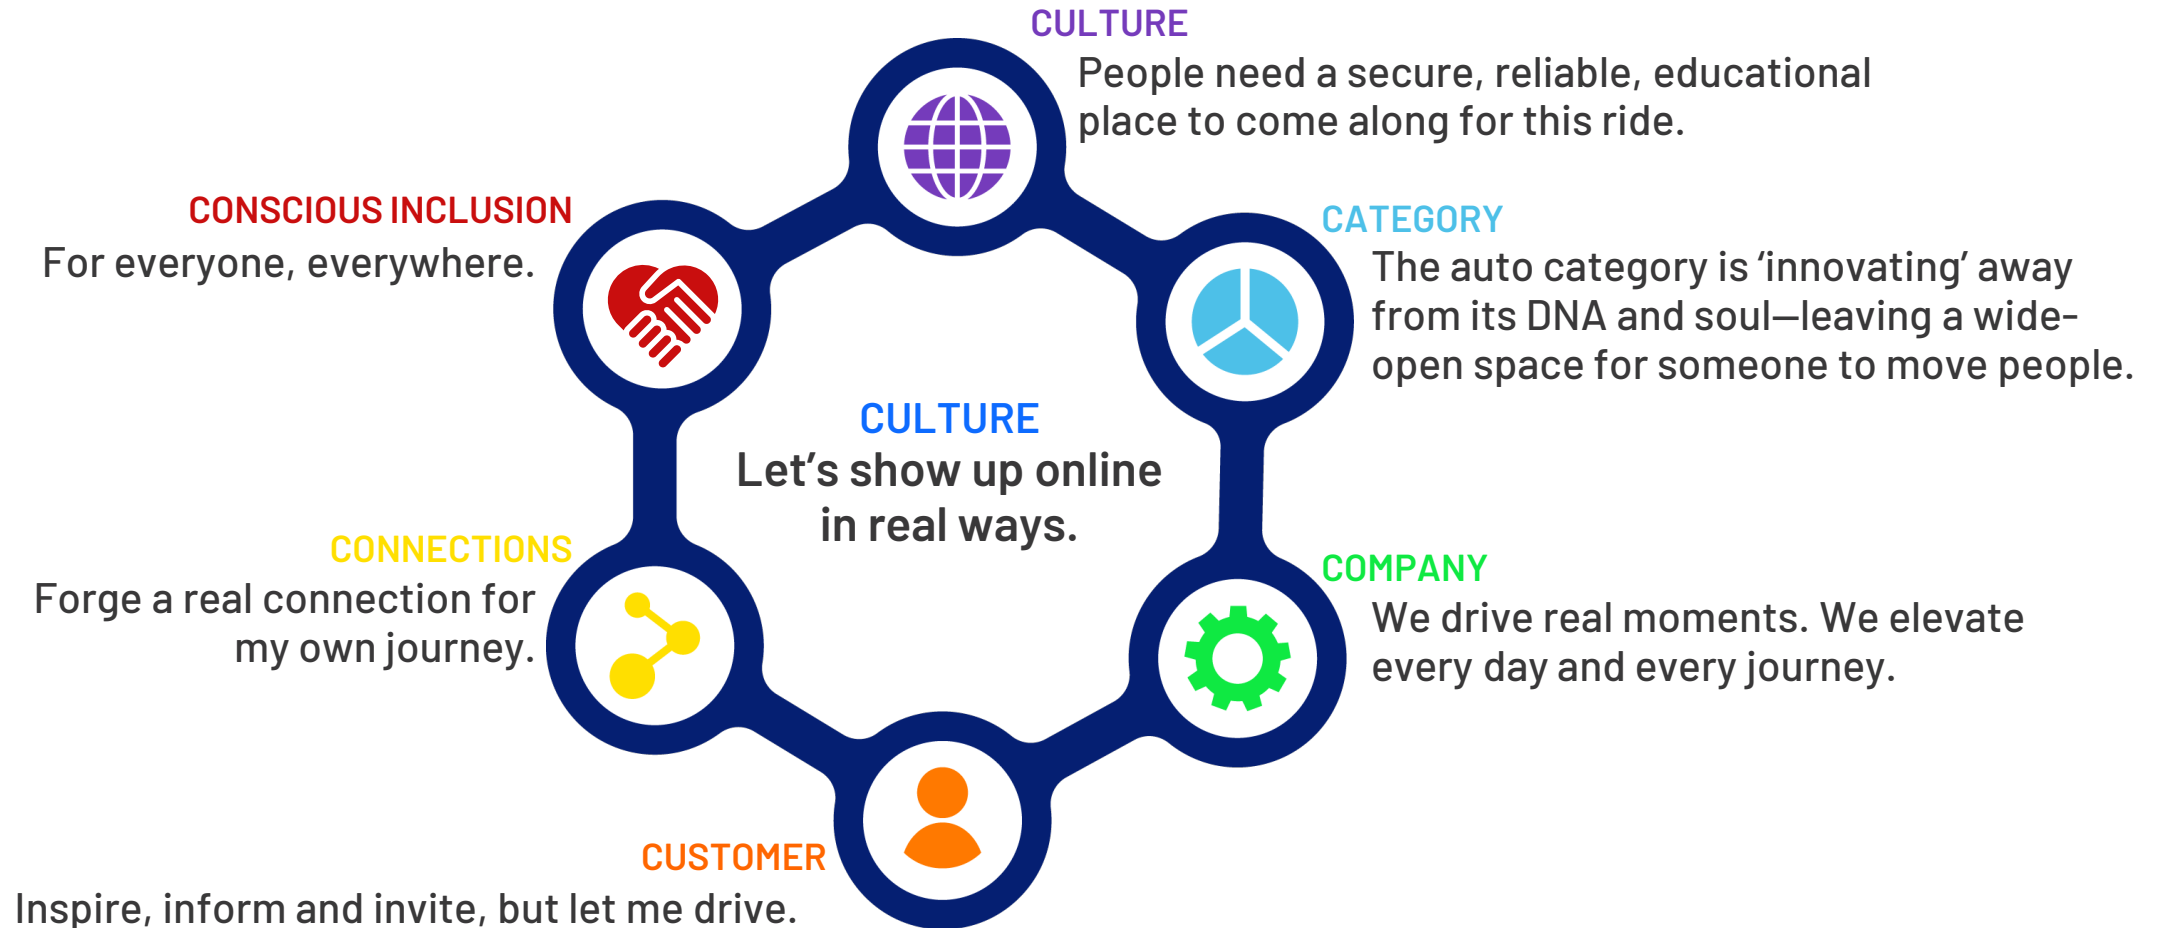 CULTURE
People need a secure, reliable, educational
place to come along for this ride.
CONSCIOUS INCLUSION
For everyone, everywhere.
CATEGORY
The auto category is ‘innovating’ away
from its DNA and soul—leaving a wide-
open space for someone to move people.
CULTURE
Let’s show up online
in real ways.
CONNECTIONS
Forge a real connection for
my own journey.
COMPANY
We drive real moments. We elevate
every day and every journey.
CUSTOMER
Inspire, inform and invite, but let me drive.